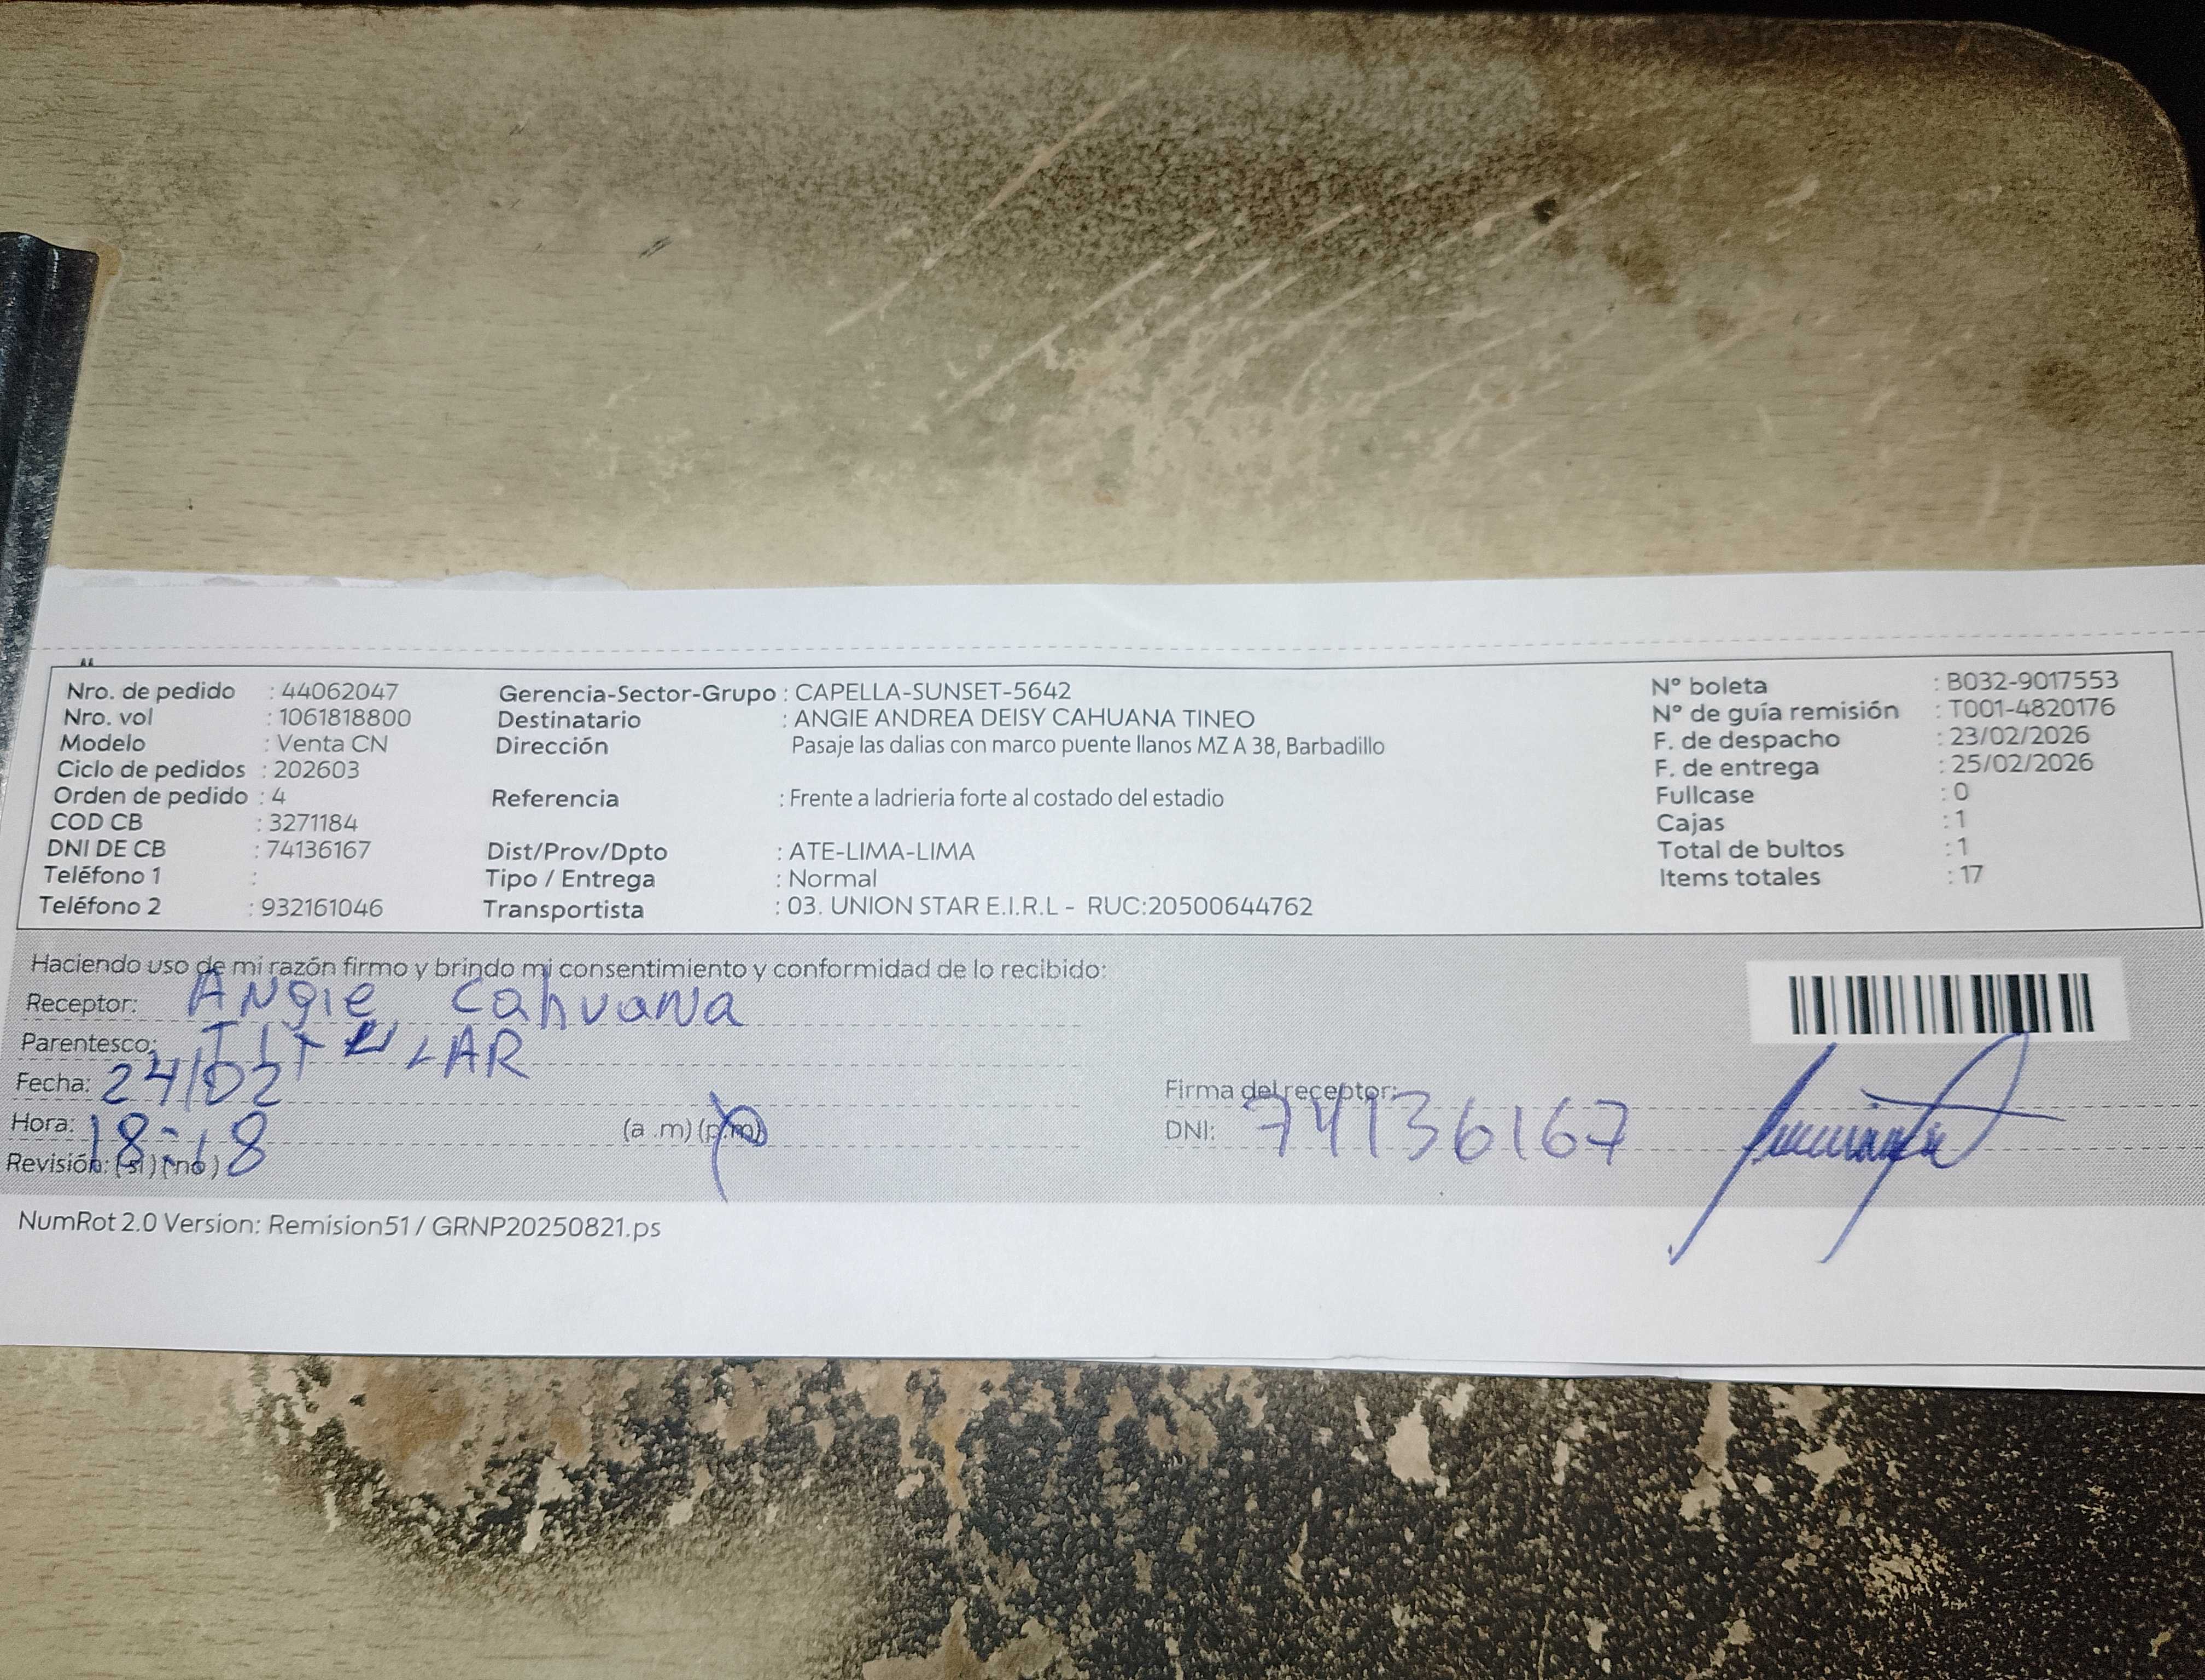 Nro. de pedido : 44062047 Gerencia-Sector-Grupo : CAPELLA-SUNSET-5642 N° boleta : B032-9017553
Nro. vol : 1061818800 Destinatario : ANGIE ANDREA DEISY CAHUANA TINEO N° de guía remisión : T001-4820176
Modelo : Venta CN Dirección Pasaje las dalias con marco puente llanos MZ A 38, Barbadillo F. de despacho : 23/02/2026
Ciclo de pedidos : 202603 F. de entrega : 25/02/2026
Orden de pedido : 4 Referencia : Frente a ladrieria forte al costado del estadio Fullcase : 0
COD CB : 3271184 Cajas : 1
DNI DE CB : 74136167 Dist/Prov/Dpto : ATE-LIMA-LIMA Total de bultos : 1
Teléfono 1 : Tipo / Entrega : Normal Items totales : 17
Teléfono 2 : 932161046 Transportista : 03. UNION STAR E.I.R.L - RUC:20500644762
Haciendo uso de mi razón firmo y brindo mi consentimiento y conformidad de lo recibido:
Receptor: Angie Cahuana
Parentesco: TITULAR
Fecha: 24/02 Firma del receptor:
Hora: 18:18 (a .m) (p.m) DNI: 74136167
Revisión: (si) (no)
NumRot 2.0 Version: Remision51 / GRNP20250821.ps